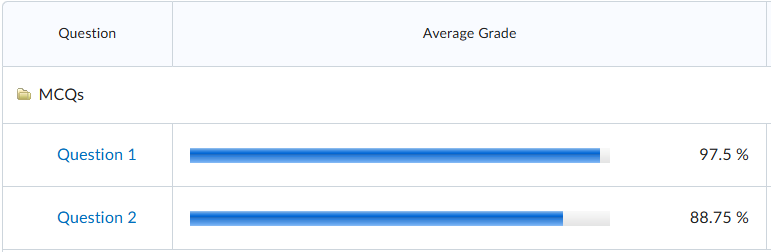 Question Average Grade
MCQs
Question 1 97.5 %
Question 2 88.75 %